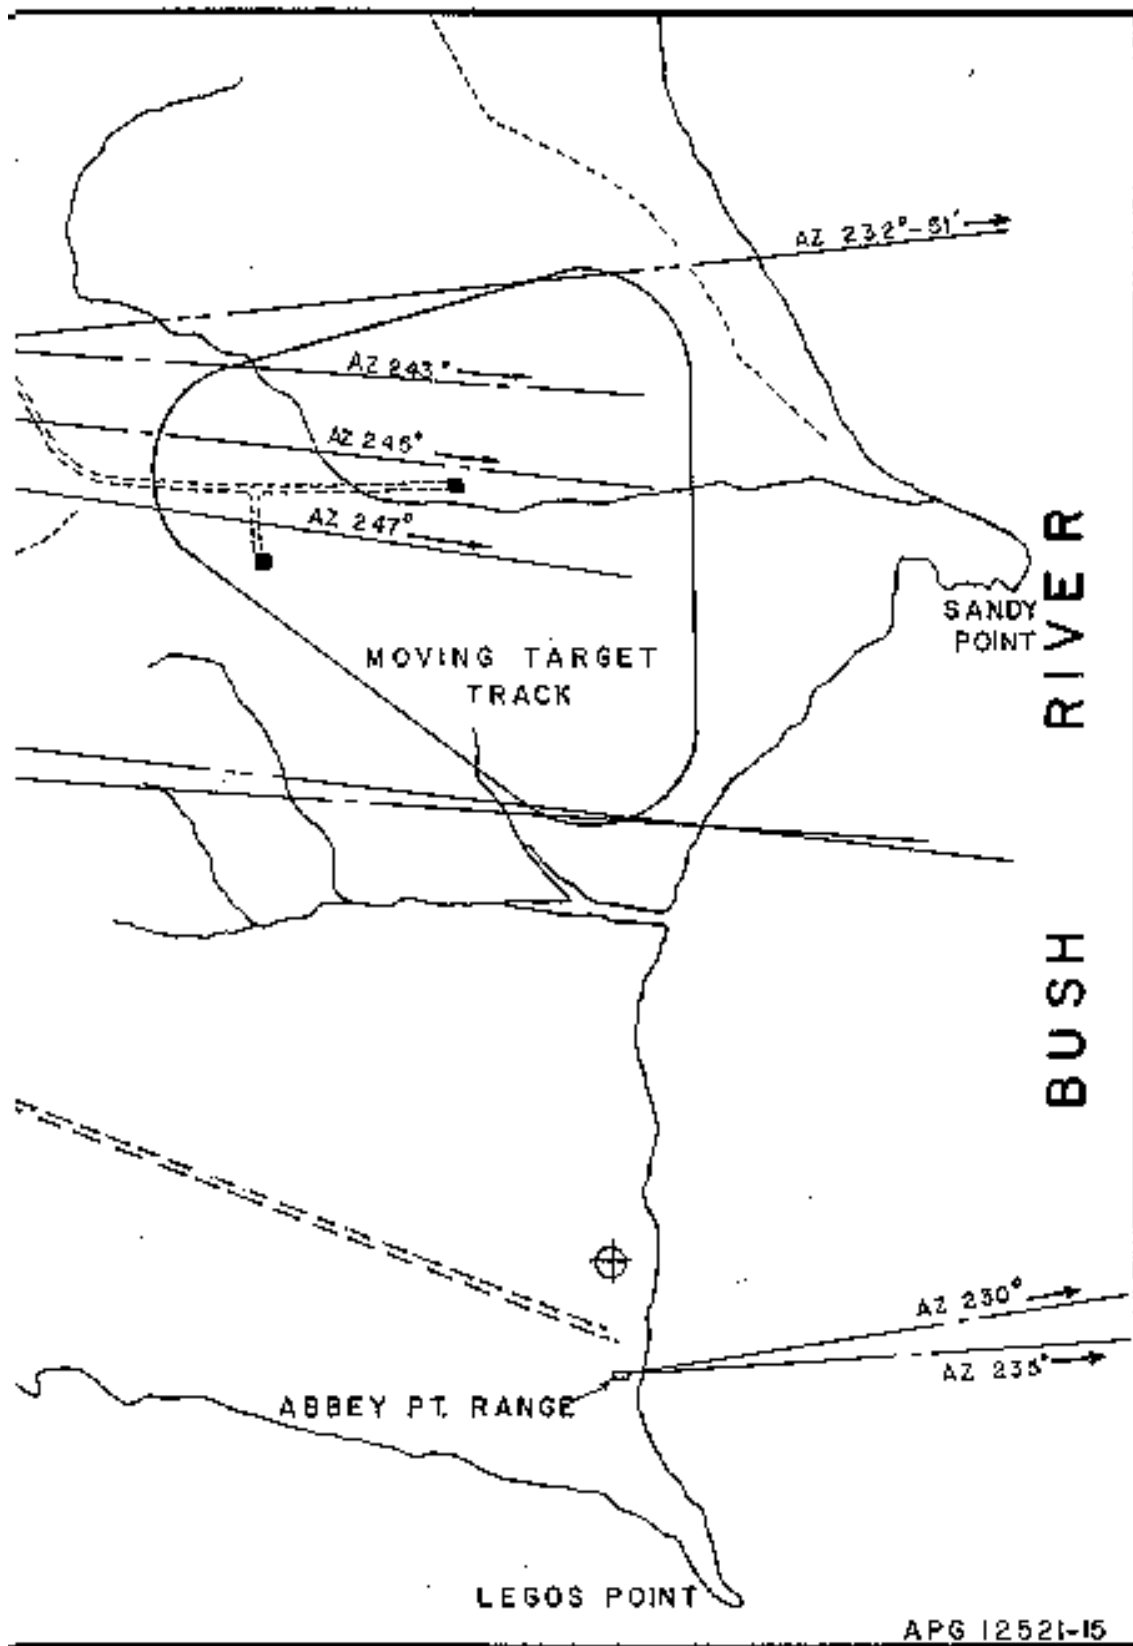 AZ 232°-51'
AZ 243°
AZ 245°
AZ 247°
SANDY
POINT
MOVING TARGET
TRACK
BUSH RIVER
AZ 230°
AZ 235°
ABBEY PT. RANGE
LEGOS POINT
APG 12521-15